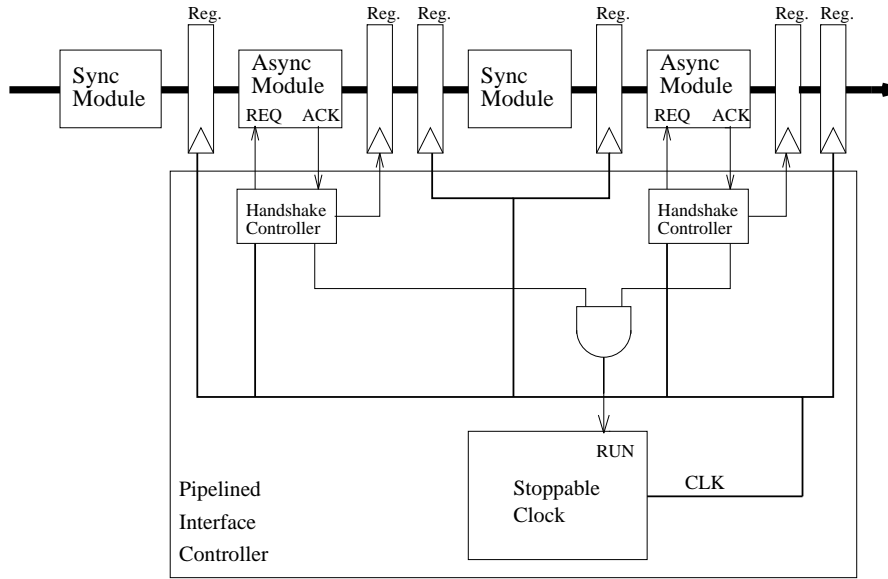 Reg.
Reg.
Reg.
Reg.
Reg.
Reg.
Sync
Module
Async
Module
REQ ACK
Sync
Module
Async
Module
REQ ACK
Handshake
Controller
Handshake
Controller
RUN
Stoppable
Clock
CLK
Pipelined
Interface
Controller